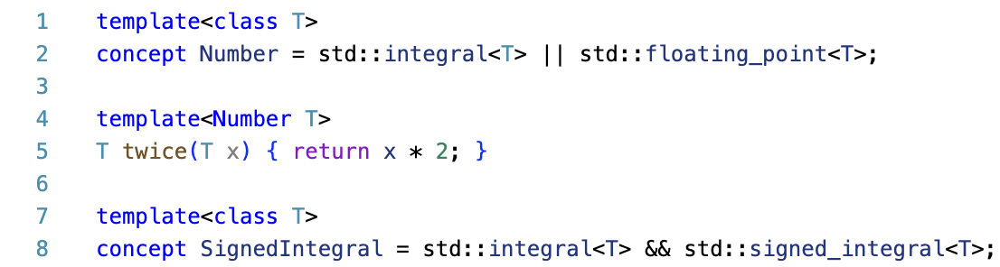 1 template<class T>
2 concept Number = std::integral<T> || std::floating_point<T>;
3
4 template<Number T>
5 T twice(T x) { return x * 2; }
6
7 template<class T>
8 concept SignedIntegral = std::integral<T> && std::signed_integral<T>;